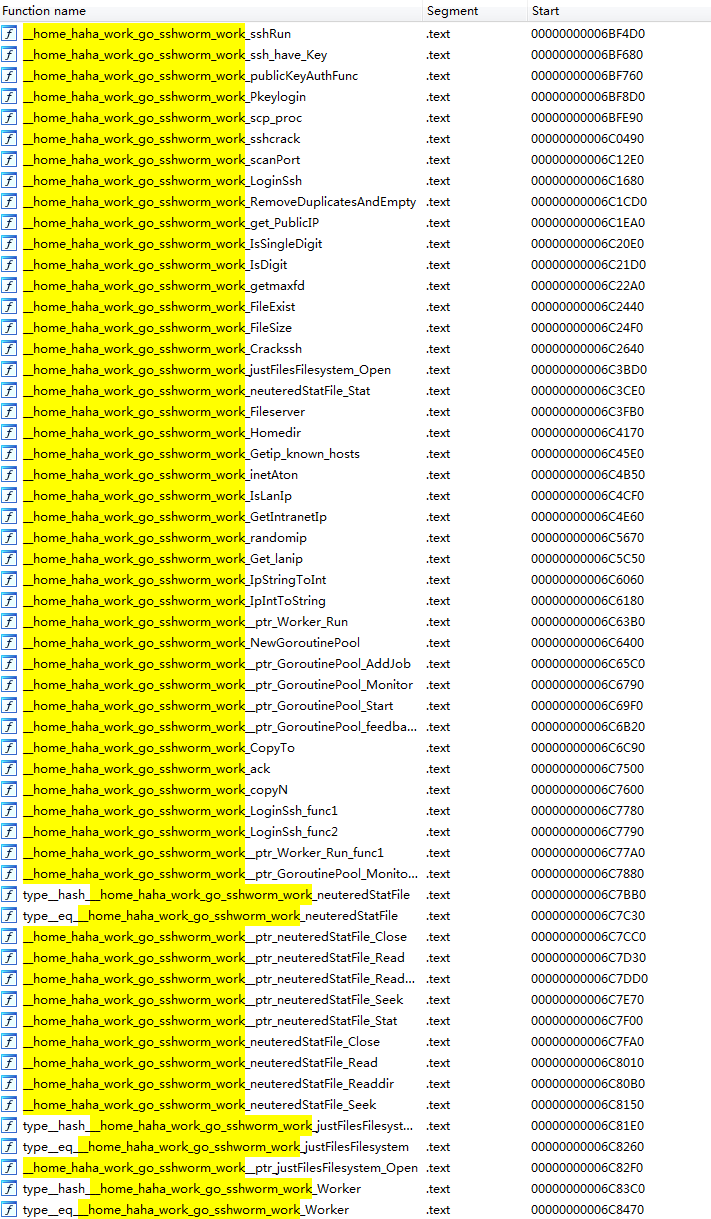 Function name Segment Start
__home_haha_work_go_sshworm_work_sshRun .text 00000000006BF4D0
__home_haha_work_go_sshworm_work_ssh_have_Key .text 00000000006BF680
__home_haha_work_go_sshworm_work_publicKeyAuthFunc .text 00000000006BF760
__home_haha_work_go_sshworm_work_Pkeylogin .text 00000000006BF8D0
__home_haha_work_go_sshworm_work_scp_proc .text 00000000006BFE90
__home_haha_work_go_sshworm_work_sshcrack .text 00000000006C0490
__home_haha_work_go_sshworm_work_scanPort .text 00000000006C12E0
__home_haha_work_go_sshworm_work_LoginSsh .text 00000000006C1680
__home_haha_work_go_sshworm_work_RemoveDuplicatesAndEmpty .text 00000000006C1CD0
__home_haha_work_go_sshworm_work_get_PublicIP .text 00000000006C1EA0
__home_haha_work_go_sshworm_work_IsSingleDigit .text 00000000006C20E0
__home_haha_work_go_sshworm_work_IsDigit .text 00000000006C21D0
__home_haha_work_go_sshworm_work_getmaxfd .text 00000000006C22A0
__home_haha_work_go_sshworm_work_FileExist .text 00000000006C2440
__home_haha_work_go_sshworm_work_FileSize .text 00000000006C24F0
__home_haha_work_go_sshworm_work_Crackssh .text 00000000006C2640
__home_haha_work_go_sshworm_work_justFilesFilesystem_Open .text 00000000006C3BD0
__home_haha_work_go_sshworm_work_neuteredStatFile_Stat .text 00000000006C3CE0
__home_haha_work_go_sshworm_work_Fileserver .text 00000000006C3FB0
__home_haha_work_go_sshworm_work_Homedir .text 00000000006C4170
__home_haha_work_go_sshworm_work_Getip_known_hosts .text 00000000006C45E0
__home_haha_work_go_sshworm_work_inetAton .text 00000000006C4B50
__home_haha_work_go_sshworm_work_IsLanIp .text 00000000006C4CF0
__home_haha_work_go_sshworm_work_GetIntranetIp .text 00000000006C4E60
__home_haha_work_go_sshworm_work_randomip .text 00000000006C5670
__home_haha_work_go_sshworm_work_Get_lanip .text 00000000006C5C50
__home_haha_work_go_sshworm_work_IpStringToInt .text 00000000006C6060
__home_haha_work_go_sshworm_work_IpIntToString .text 00000000006C6180
__home_haha_work_go_sshworm_work__ptr_Worker_Run .text 00000000006C63B0
__home_haha_work_go_sshworm_work_NewGoroutinePool .text 00000000006C6400
__home_haha_work_go_sshworm_work__ptr_GoroutinePool_AddJob .text 00000000006C65C0
__home_haha_work_go_sshworm_work__ptr_GoroutinePool_Monitor .text 00000000006C6790
__home_haha_work_go_sshworm_work__ptr_GoroutinePool_Start .text 00000000006C69F0
__home_haha_work_go_sshworm_work__ptr_GoroutinePool_feedba... .text 00000000006C6B20
__home_haha_work_go_sshworm_work_CopyTo .text 00000000006C6C90
__home_haha_work_go_sshworm_work_ack .text 00000000006C7500
__home_haha_work_go_sshworm_work_copyN .text 00000000006C7600
__home_haha_work_go_sshworm_work_LoginSsh_func1 .text 00000000006C7780
__home_haha_work_go_sshworm_work_LoginSsh_func2 .text 00000000006C7790
__home_haha_work_go_sshworm_work__ptr_Worker_Run_func1 .text 00000000006C77A0
__home_haha_work_go_sshworm_work__ptr_GoroutinePool_Monito... .text 00000000006C7880
type__hash__home_haha_work_go_sshworm_work_neuteredStatFile .text 00000000006C7BB0
type__eq___home_haha_work_go_sshworm_work_neuteredStatFile .text 00000000006C7C30
__home_haha_work_go_sshworm_work__ptr_neuteredStatFile_Close .text 00000000006C7CC0
__home_haha_work_go_sshworm_work__ptr_neuteredStatFile_Read .text 00000000006C7D30
__home_haha_work_go_sshworm_work__ptr_neuteredStatFile_Read... .text 00000000006C7DD0
__home_haha_work_go_sshworm_work__ptr_neuteredStatFile_Seek .text 00000000006C7E70
__home_haha_work_go_sshworm_work__ptr_neuteredStatFile_Stat .text 00000000006C7F00
__home_haha_work_go_sshworm_work_neuteredStatFile_Close .text 00000000006C7FA0
__home_haha_work_go_sshworm_work_neuteredStatFile_Read .text 00000000006C8010
__home_haha_work_go_sshworm_work_neuteredStatFile_Readdir .text 00000000006C80B0
__home_haha_work_go_sshworm_work_neuteredStatFile_Seek .text 00000000006C8150
type__hash__home_haha_work_go_sshworm_work_justFilesFilesyst... .text 00000000006C81E0
type__eq___home_haha_work_go_sshworm_work_justFilesFilesystem .text 00000000006C8260
__home_haha_work_go_sshworm_work__ptr_justFilesFilesystem_Open .text 00000000006C82F0
type__hash__home_haha_work_go_sshworm_work_Worker .text 00000000006C83C0
type__eq___home_haha_work_go_sshworm_work_Worker .text 00000000006C8470